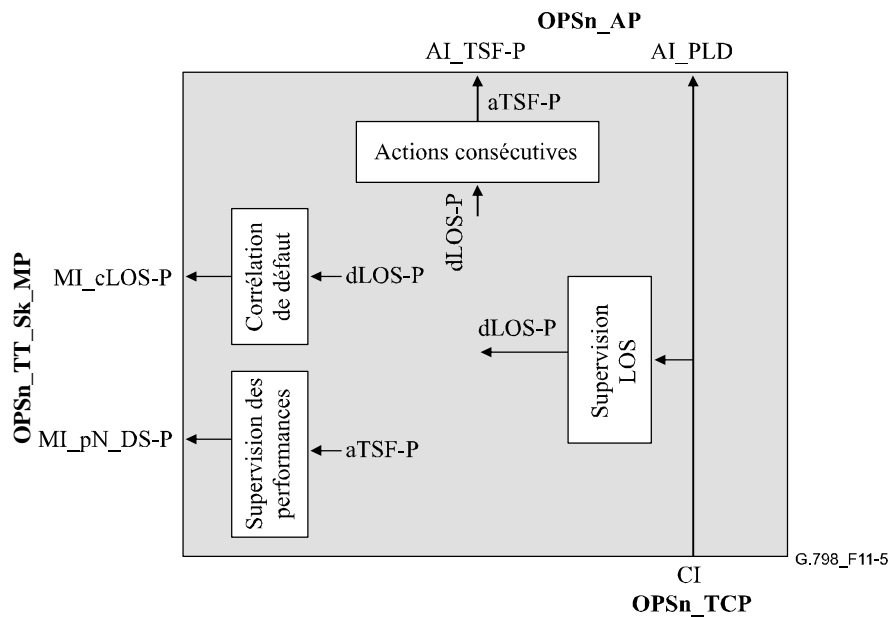 OPSn_AP
AI_TSF-P
AI_PLD
aTSF-P
Actions consécutives
dLOS-P
OPSn_TT_Sk_MP
MI_cLOS-P
Corrélation
de défaut
dLOS-P
dLOS-P
Supervision
LOS
MI_pN_DS-P
Supervision des
performances
aTSF-P
G.798_F11-5
CI
OPSn_TCP